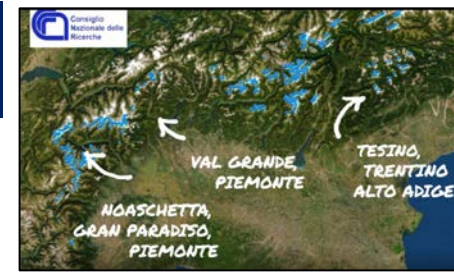 Consiglio
Nazionale delle
Ricerche
VAL GRANDE,
PIEMONTE
TESINO,
TRENTINO
ALTO ADIGE
NOASCHETTA,
GRAN PARADISO,
PIEMONTE